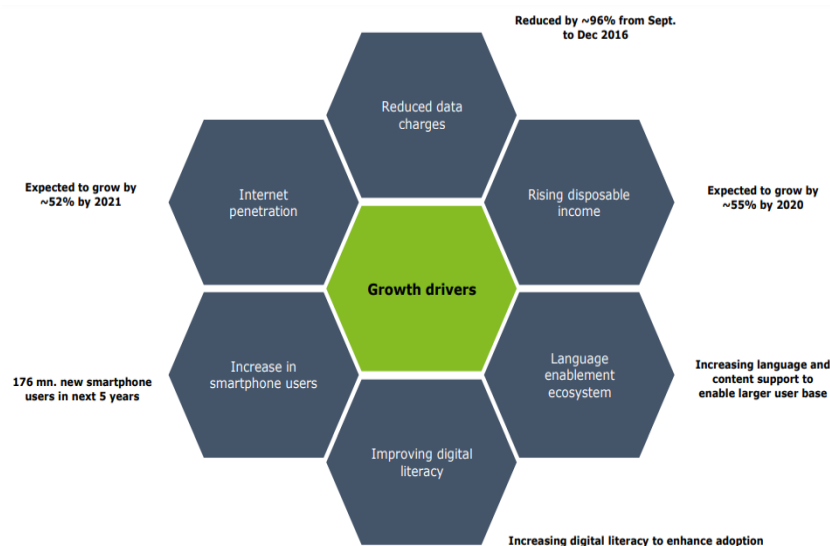 Reduced by ~96% from Sept.
to Dec 2016
Reduced data
charges
Expected to grow by
~52% by 2021
Internet
penetration
Rising disposable
income
Expected to grow by
~55% by 2020
Growth drivers
176 mn. new smartphone
users in next 5 years
Increase in
smartphone users
Language
enablement
ecosystem
Increasing language and
content support to
enable larger user base
Improving digital
literacy
Increasing digital literacy to enhance adoption